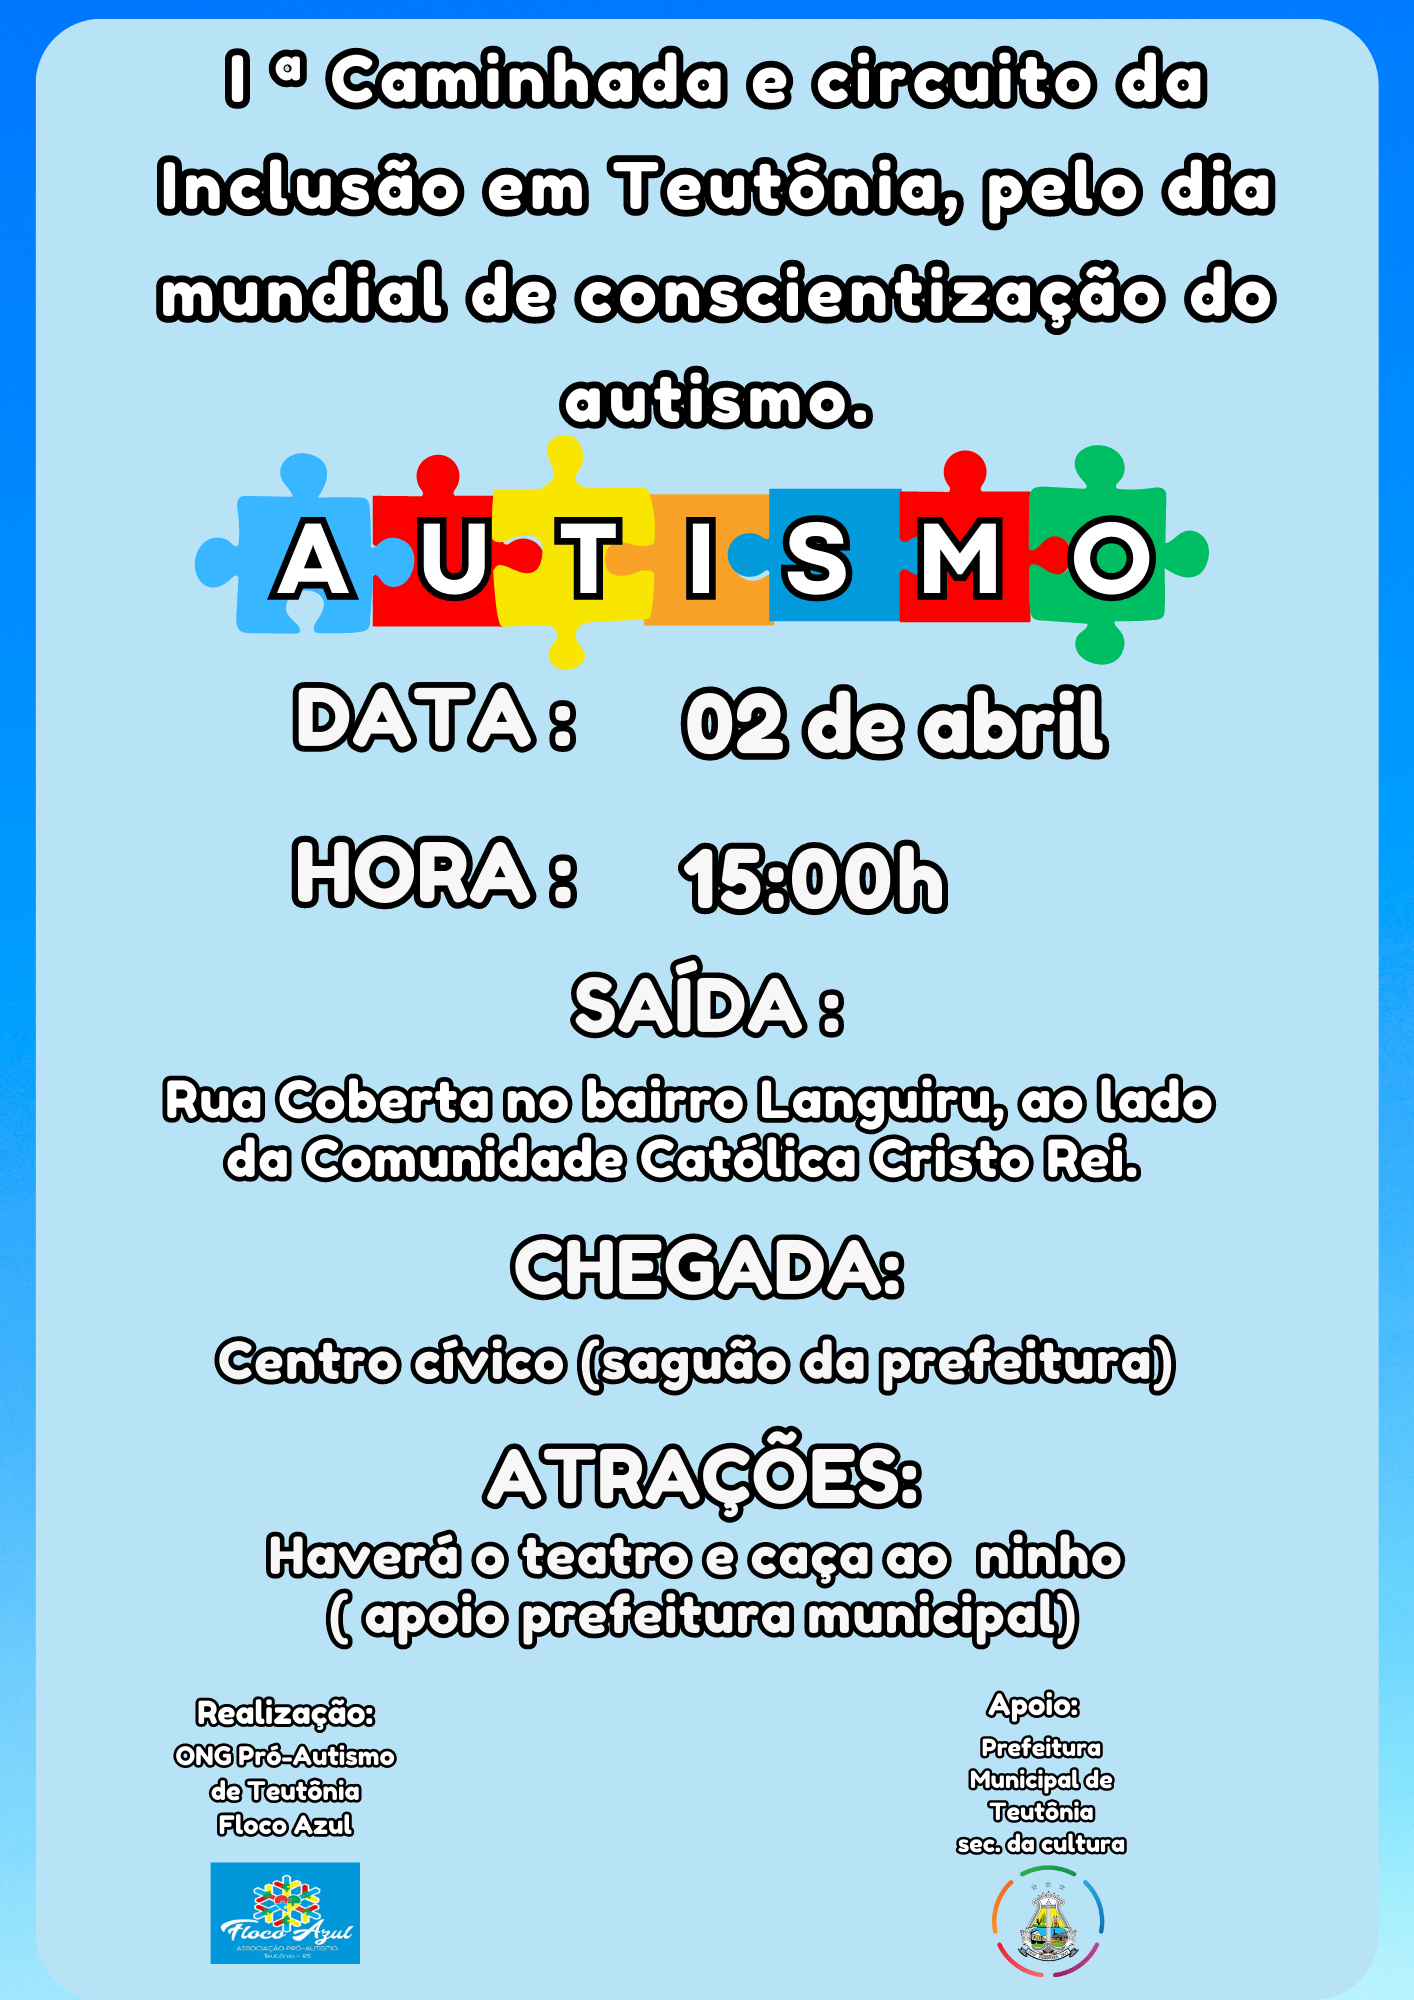 I ª Caminhada e circuito da
Inclusão em Teutônia, pelo dia
mundial de conscientização do
autismo.
AUTISMO
DATA : 02 de abril
HORA : 15:00h
SAÍDA :
Rua Coberta no bairro Languiru, ao lado
da Comunidade Católica Cristo Rei.
CHEGADA:
Centro cívico (saguão da prefeitura)
ATRAÇÕES:
Haverá o teatro e caça ao ninho
( apoio prefeitura municipal)
Realização:
ONG Pró-Autismo
de Teutônia
Floco Azul
Floco Azul
ASSOCIAÇÃO PRÓ-AUTISMO
Teutônia - RS
Apoio:
Prefeitura
Municipal de
Teutônia
sec. da cultura